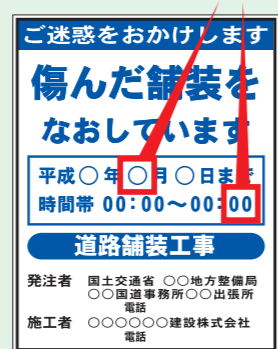 ご迷惑をおかけします
傷んだ舗装を
なおしています
平成○年○月○日まで
時間帯 00:00～00:00
道路舗装工事
発注者 国土交通省 ○○地方整備局
○○国道事務所○○出張所
電話
施工者 ○○○○○○建設株式会社
電話